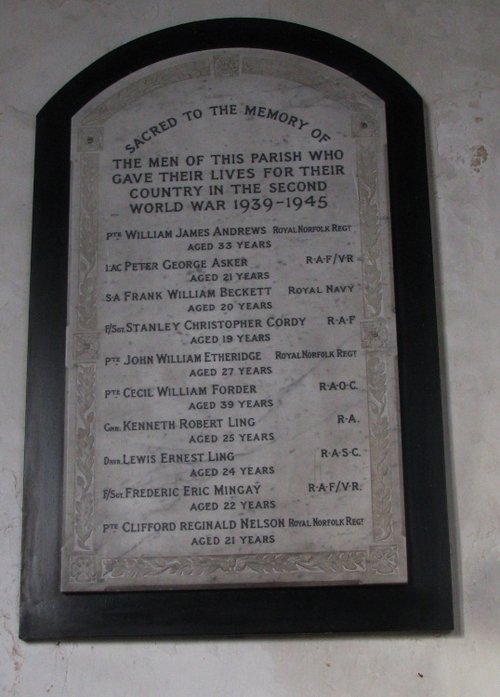 SACRED TO THE MEMORY OF
THE MEN OF THIS PARISH WHO
GAVE THEIR LIVES FOR THEIR
COUNTRY IN THE SECOND
WORLD WAR 1939-1945
PTE WILLIAM JAMES ANDREWS ROYAL NORFOLK REGT
AGED 33 YEARS
LAC PETER GEORGE ASKER R·A·F/V·R
AGED 21 YEARS
S·A FRANK WILLIAM BECKETT ROYAL NAVY
AGED 20 YEARS
F/SGT. STANLEY CHRISTOPHER CORDY R·A·F
AGED 19 YEARS
PTE JOHN WILLIAM ETHERIDGE ROYAL NORFOLK REGT
AGED 27 YEARS
PTE CECIL WILLIAM FORDER R·A·O·C.
AGED 39 YEARS
GNR. KENNETH ROBERT LING R·A.
AGED 25 YEARS
DVR. LEWIS ERNEST LING R·A·S·C.
AGED 24 YEARS
F/SGT. FREDERIC ERIC MINGAY R·A·F/V·R.
AGED 22 YEARS
PTE CLIFFORD REGINALD NELSON ROYAL NORFOLK REGT
AGED 21 YEARS